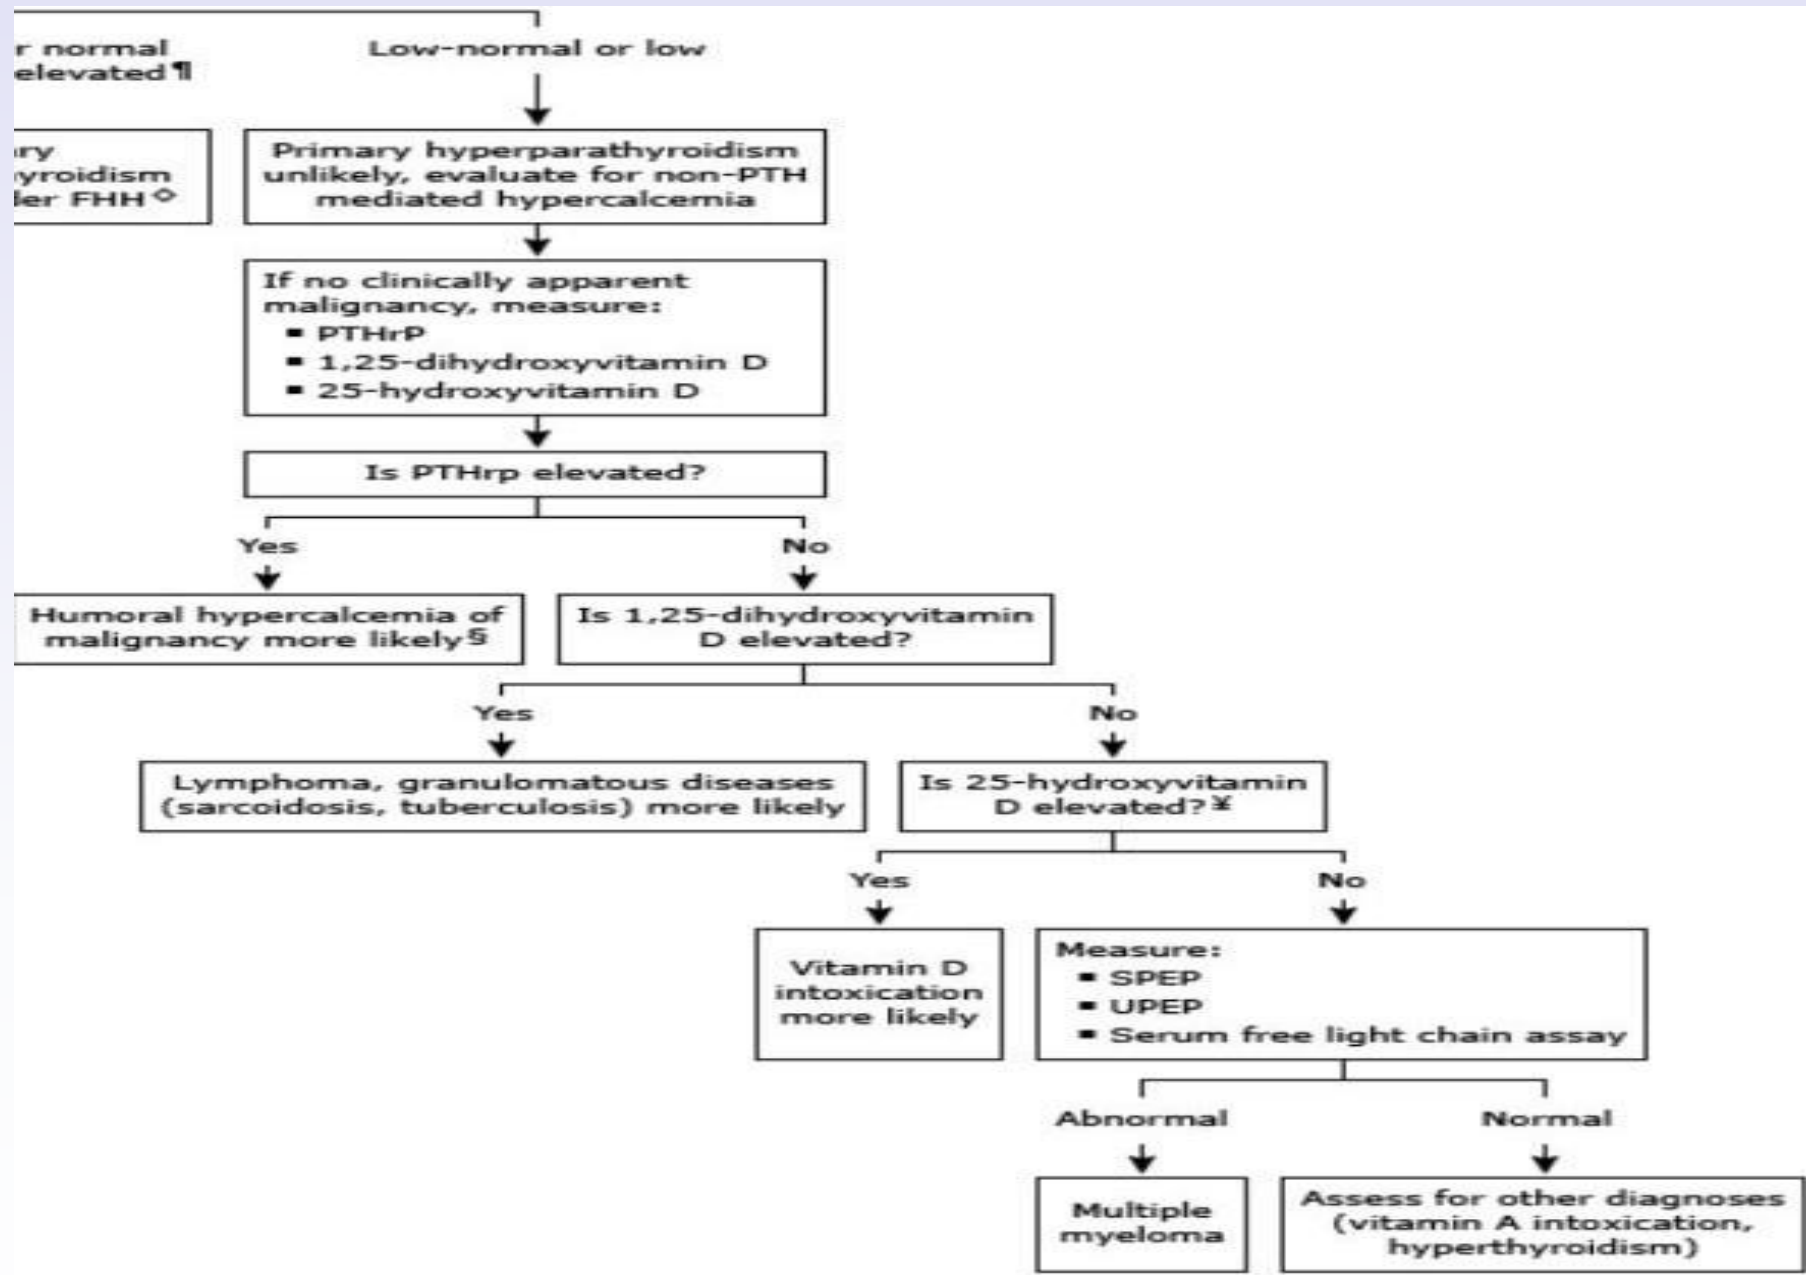 r normal
elevated¶
Low-normal or low
ry
yroidism
er FHH◇
Primary hyperparathyroidism
unlikely, evaluate for non-PTH
mediated hypercalcemia
If no clinically apparent
malignancy, measure:
▪ PTHrP
▪ 1,25-dihydroxyvitamin D
▪ 25-hydroxyvitamin D
Is PTHrp elevated?
Yes
No
Humoral hypercalcemia of
malignancy more likely§
Is 1,25-dihydroxyvitamin
D elevated?
Yes
No
Lymphoma, granulomatous diseases
(sarcoidosis, tuberculosis) more likely
Is 25-hydroxyvitamin
D elevated?¥
Yes
No
Vitamin D
intoxication
more likely
Measure:
▪ SPEP
▪ UPEP
▪ Serum free light chain assay
Abnormal
Normal
Multiple
myeloma
Assess for other diagnoses
(vitamin A intoxication,
hyperthyroidism)